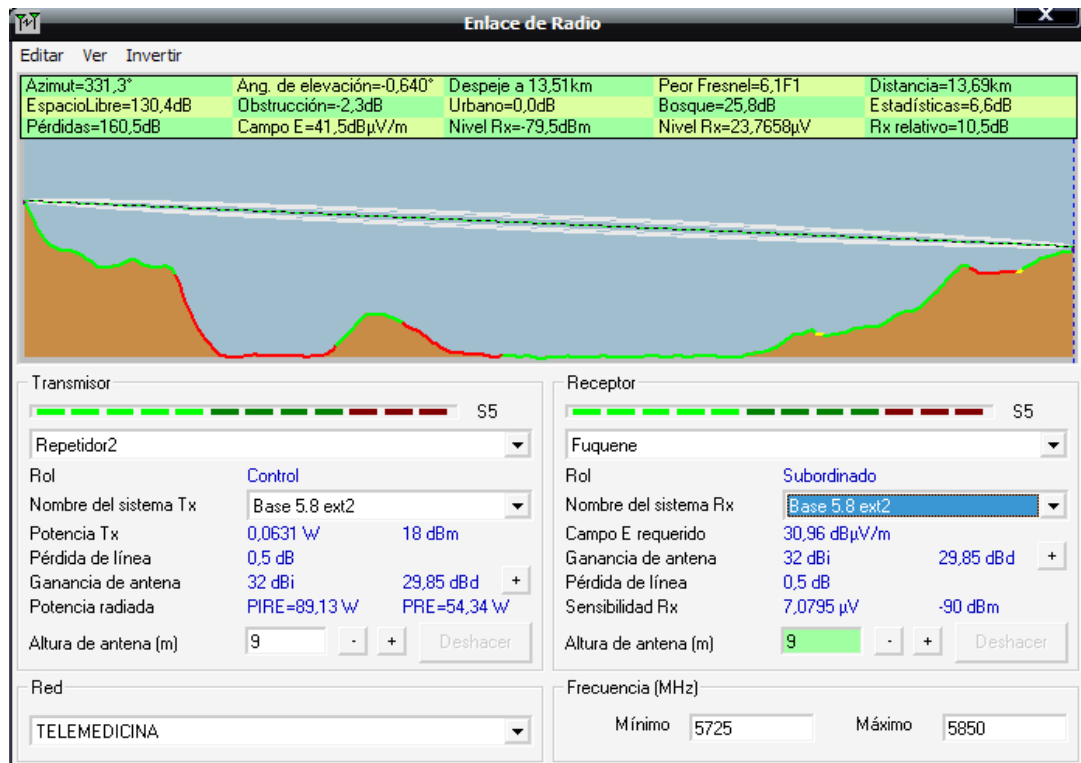 Enlace de Radio
X
Editar Ver Invertir
Azimut=331,3° Ang. de elevación=-0,640° Despeje a 13,51km Peor Fresnel=6,1F1 Distancia=13,69km
EspacioLibre=130,4dB Obstrucción=-2,3dB Urbano=0,0dB Bosque=25,8dB Estadísticas=6,6dB
Pérdidas=160,5dB Campo E=41,5dBµV/m Nivel Rx=-79,5dBm Nivel Rx=23,7658µV Rx relativo=10,5dB
Transmisor
S5
Repetidor2
Rol Control
Nombre del sistema Tx Base 5.8 ext2
Potencia Tx 0,0631 W 18 dBm
Pérdida de línea 0,5 dB
Ganancia de antena 32 dBi 29,85 dBd +
Potencia radiada PIRE=89,13 W PRE=54,34 W
Altura de antena (m) 9 - + Deshacer
Red
TELEMEDICINA
Receptor
S5
Fuquene
Rol Subordinado
Nombre del sistema Rx Base 5.8 ext2
Campo E requerido 30,96 dBµV/m
Ganancia de antena 32 dBi 29,85 dBd +
Pérdida de línea 0,5 dB
Sensibilidad Rx 7,0795 µV -90 dBm
Altura de antena (m) 9 - + Deshacer
Frecuencia (MHz)
Mínimo 5725 Máximo 5850